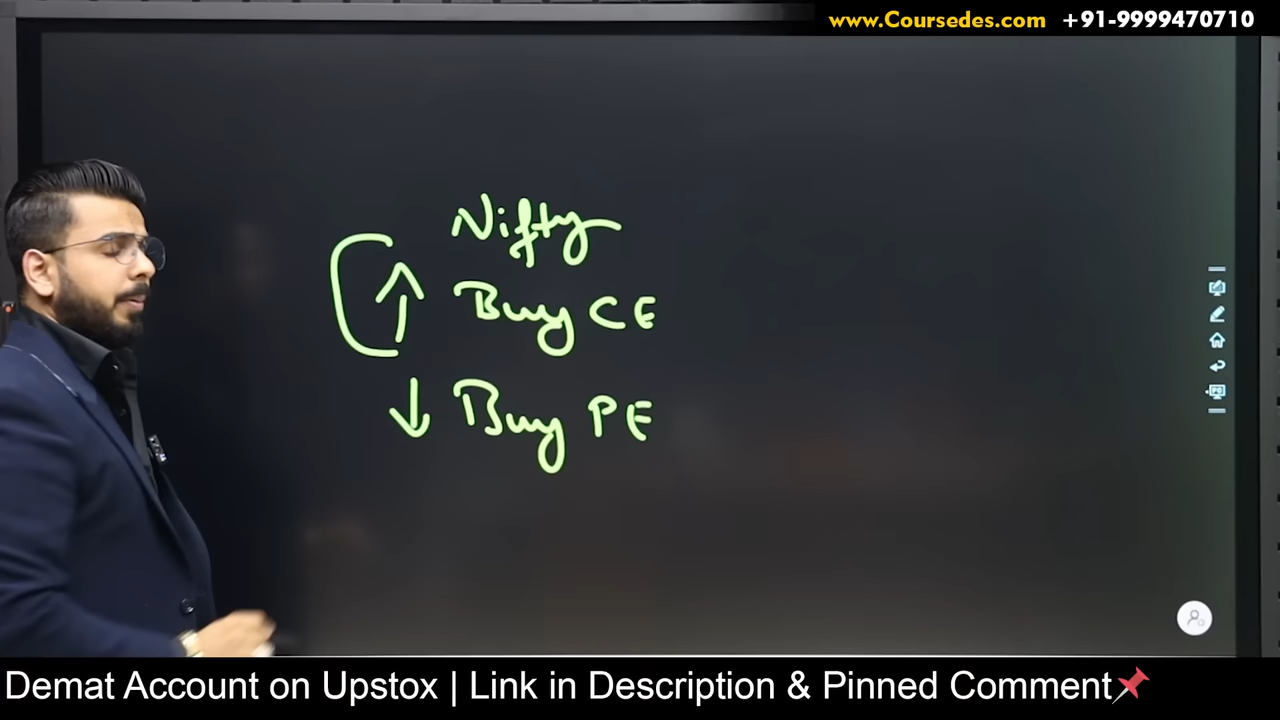 www.Coursedes.com +91-9999470710
Nifty
↑ Buy CE
↓ Buy PE
Demat Account on Upstox | Link in Description & Pinned Comment📌